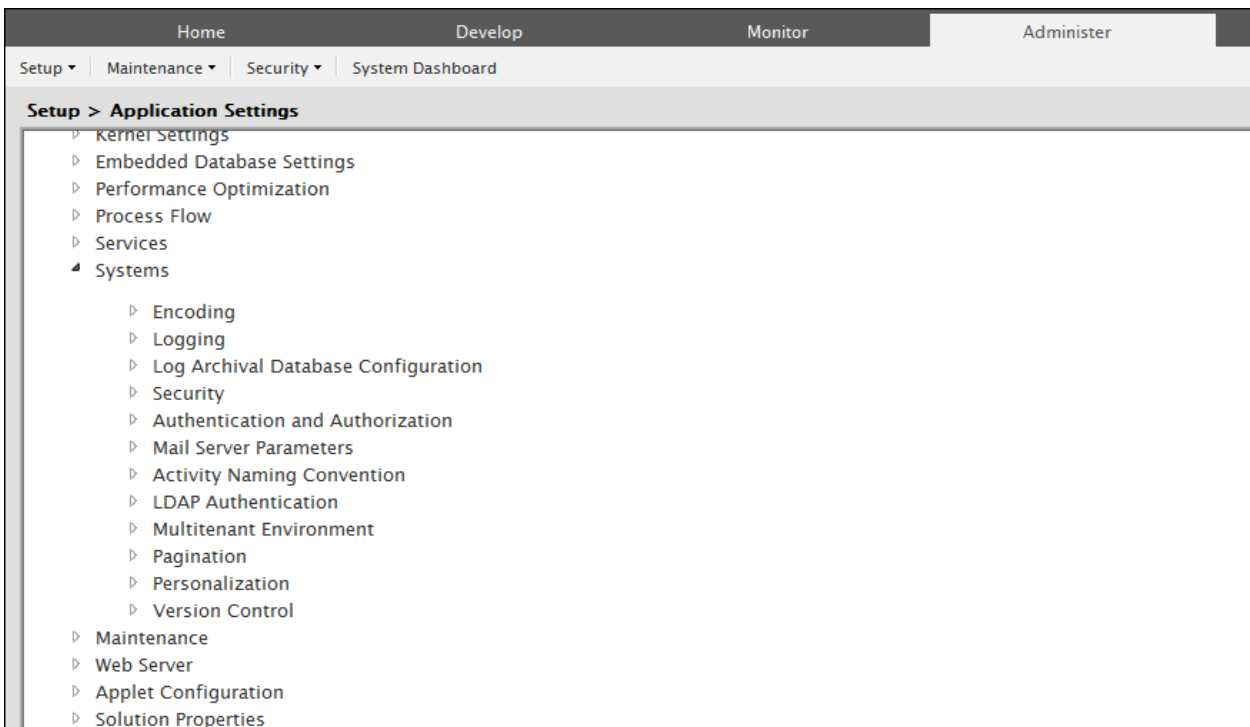 Home Develop Monitor Administer
Setup Maintenance Security System Dashboard
Setup > Application Settings
Kernel Settings
Embedded Database Settings
Performance Optimization
Process Flow
Services
Systems
Encoding
Logging
Log Archival Database Configuration
Security
Authentication and Authorization
Mail Server Parameters
Activity Naming Convention
LDAP Authentication
Multitenant Environment
Pagination
Personalization
Version Control
Maintenance
Web Server
Applet Configuration
Solution Properties